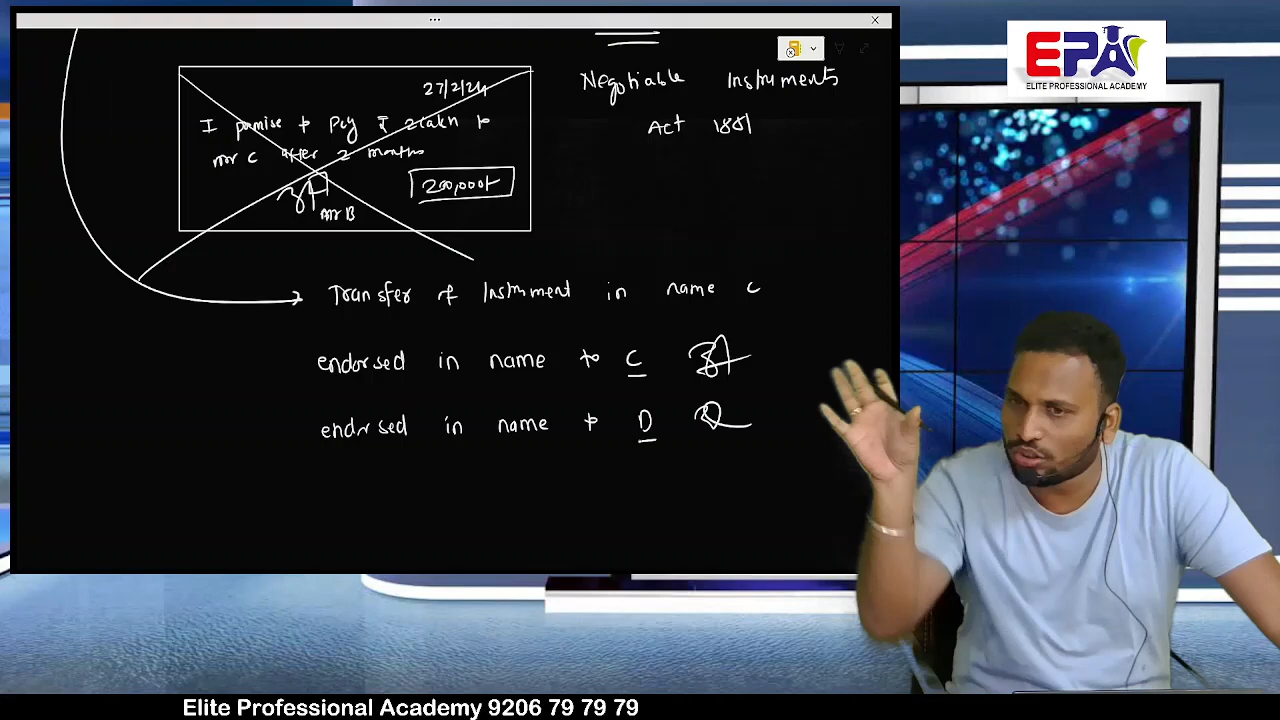 27/2/24
I promise to Pay ₹ 2 lakh to
mr C after 2 months
200,000/-
mr B
Negotiable Instruments
Act 1881
Transfer of Instrument in name C
endorsed in name to C
endorsed in name to D
EPA
ELITE PROFESSIONAL ACADEMY
Elite Professional Academy 9206 79 79 79